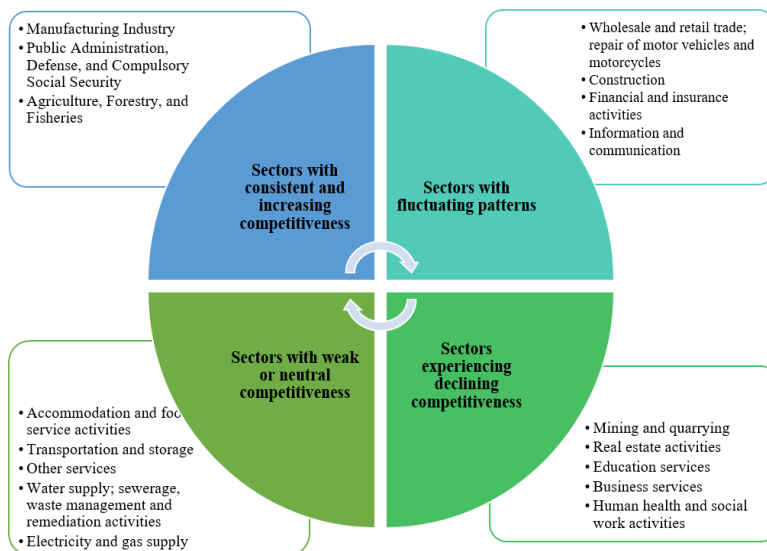 • Manufacturing Industry
• Public Administration,
Defense, and Compulsory
Social Security
• Agriculture, Forestry, and
Fisheries
• Wholesale and retail trade;
repair of motor vehicles and
motorcycles
• Construction
• Financial and insurance
activities
• Information and
communication
Sectors with
consistent and
increasing
competitiveness
Sectors with
fluctuating patterns
Sectors with weak
or neutral
competitiveness
Sectors
experiencing
declining
competitiveness
• Accommodation and foo
service activities
• Transportation and storage
• Other services
• Water supply; sewerage,
waste management and
remediation activities
• Electricity and gas supply
• Mining and quarrying
• Real estate activities
• Education services
• Business services
• Human health and social
work activities